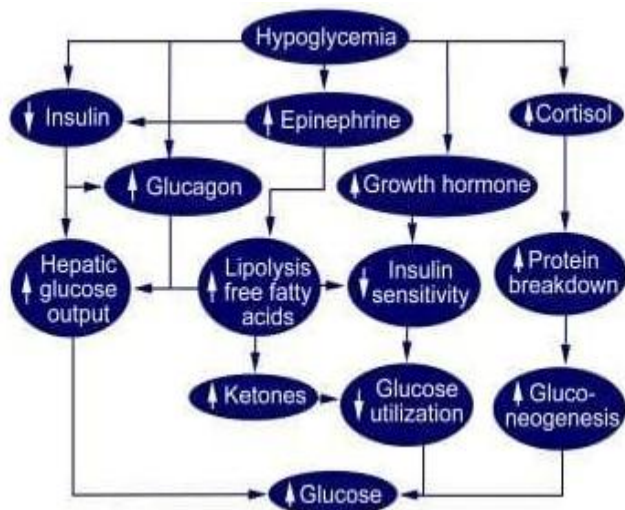 Hypoglycemia
Insulin
Epinephrine
Cortisol
Glucagon
Growth hormone
Hepatic
glucose
output
Lipolysis
free fatty
acids
Insulin
sensitivity
Protein
breakdown
Ketones
Glucose
utilization
Gluco-
neogenesis
Glucose